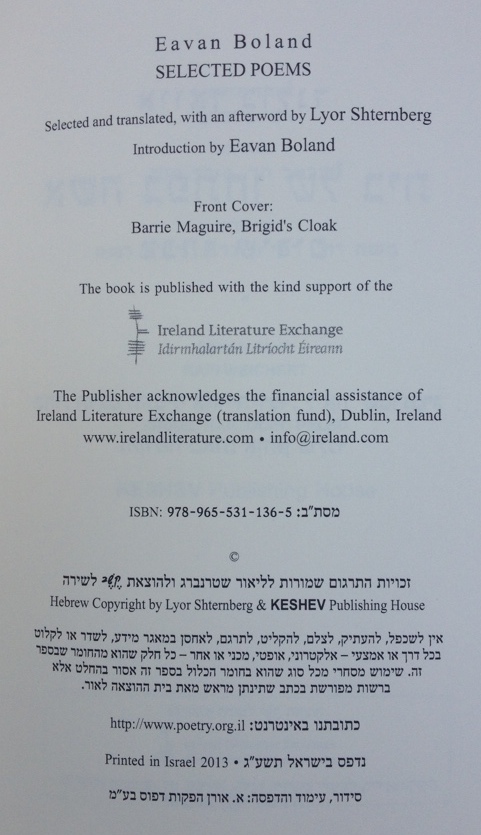 Eavan Boland
SELECTED POEMS
Selected and translated, with an afterword by Lyor Shternberg
Introduction by Eavan Boland
Front Cover:
Barrie Maguire, Brigid's Cloak
The book is published with the kind support of the
Ireland Literature Exchange
Idirmhalartán Litríocht Éireann
The Publisher acknowledges the financial assistance of
Ireland Literature Exchange (translation fund), Dublin, Ireland
www.irelandliterature.com • info@ireland.com
ISBN: 978-965-531-136-5 :מסת"ב
©
זכויות התרגום שמורות לליאור שטרנברג ולהוצאת קשב לשירה
Hebrew Copyright by Lyor Shternberg & KESHEV Publishing House
אין לשכפל, להעתיק, לצלם, להקליט, לתרגם, לאחסן במאגר מידע, לשדר או לקלוט
בכל דרך או אמצעי – אלקטרוני, אופטי, מכני או אחר – כל חלק שהוא מהחומר שבספר
זה. שימוש מסחרי מכל סוג שהוא בחומר הכלול בספר זה אסור בהחלט אלא
ברשות מפורשת בכתב שתינתן מראש מאת בית ההוצאה לאור.
כתובתנו באינטרנט: http://www.poetry.org.il
נדפס בישראל תשע"ג • Printed in Israel 2013
סידור, עימוד והדפסה: א. אורן הפקות דפוס בע"מ